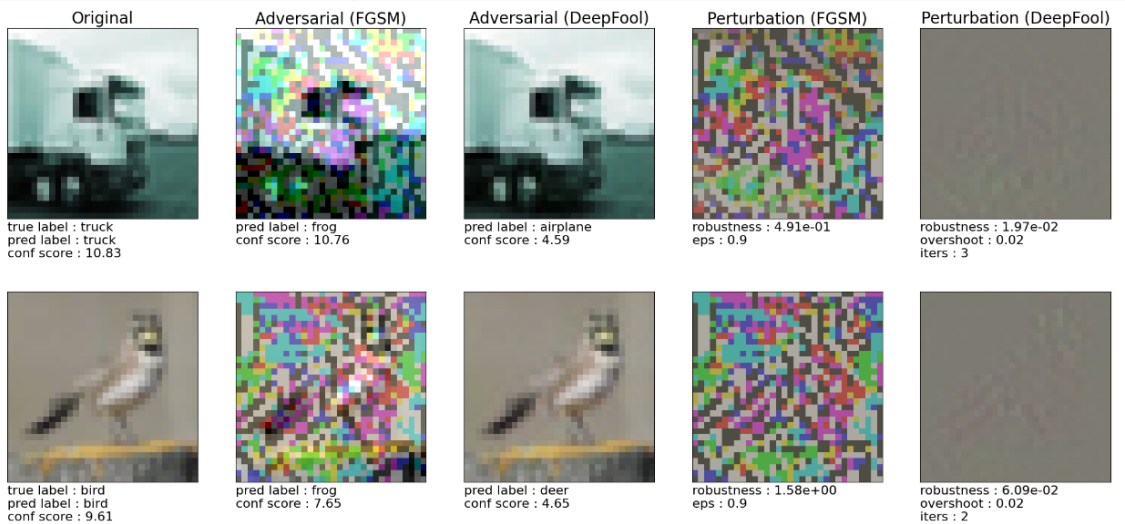 Original
Adversarial (FGSM)
Adversarial (DeepFool)
Perturbation (FGSM)
Perturbation (DeepFool)
true label : truck
pred label : truck
conf score : 10.83
pred label : frog
conf score : 10.76
pred label : airplane
conf score : 4.59
robustness : 4.91e-01
eps : 0.9
robustness : 1.97e-02
overshoot : 0.02
iters : 3
true label : bird
pred label : bird
conf score : 9.61
pred label : frog
conf score : 7.65
pred label : deer
conf score : 4.65
robustness : 1.58e+00
eps : 0.9
robustness : 6.09e-02
overshoot : 0.02
iters : 2